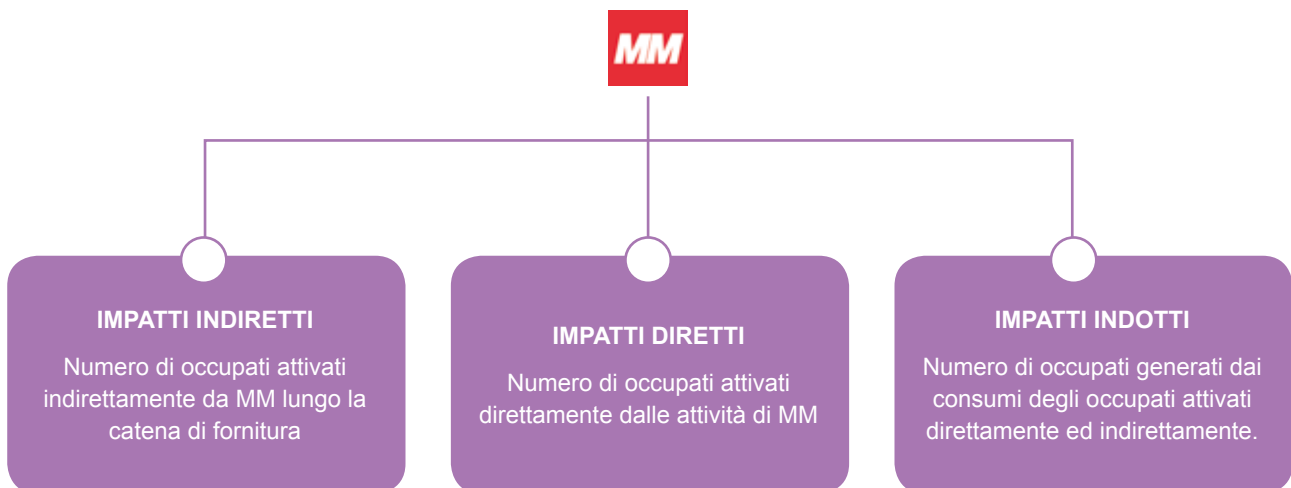 MM
IMPATTI INDIRETTI
Numero di occupati attivati
indirettamente da MM lungo la
catena di fornitura
IMPATTI DIRETTI
Numero di occupati attivati
direttamente dalle attività di MM
IMPATTI INDOTTI
Numero di occupati generati dai
consumi degli occupati attivati
direttamente ed indirettamente.